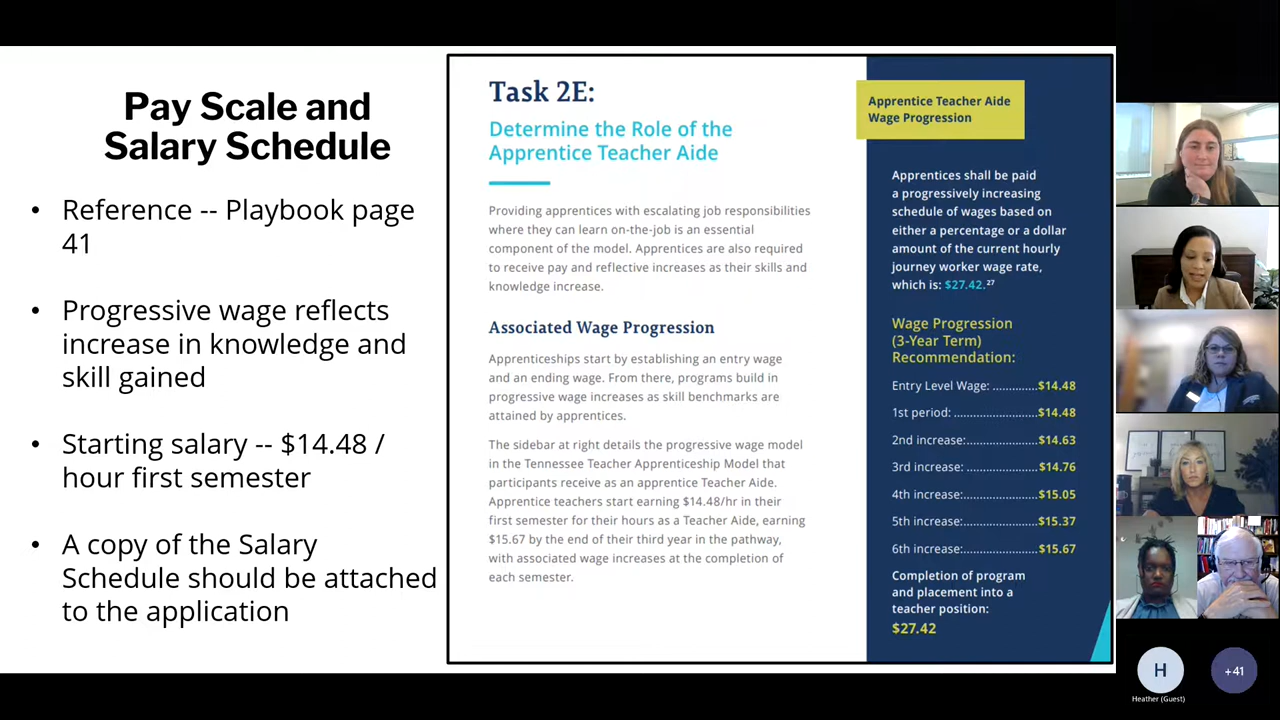 Pay Scale and
Salary Schedule
• Reference -- Playbook page
41
• Progressive wage reflects
increase in knowledge and
skill gained
• Starting salary -- $14.48 /
hour first semester
• A copy of the Salary
Schedule should be attached
to the application
Task 2E:
Determine the Role of the
Apprentice Teacher Aide
Providing apprentices with escalating job responsibilities
where they can learn on-the-job is an essential
component of the model. Apprentices are also required
to receive pay and reflective increases as their skills and
knowledge increase.
Associated Wage Progression
Apprenticeships start by establishing an entry wage
and an ending wage. From there, programs build in
progressive wage increases as skill benchmarks are
attained by apprentices.
The sidebar at right details the progressive wage model
in the Tennessee Teacher Apprenticeship Model that
participants receive as an apprentice Teacher Aide.
Apprentice teachers start earning $14.48/hr in their
first semester for their hours as a Teacher Aide, earning
$15.67 by the end of their third year in the pathway,
with associated wage increases at the completion of
each semester.
Apprentice Teacher Aide
Wage Progression
Apprentices shall be paid
a progressively increasing
schedule of wages based on
either a percentage or a dollar
amount of the current hourly
journey worker wage rate,
which is: $27.42.²⁷
Wage Progression
(3-Year Term)
Recommendation:
Entry Level Wage: ..............$14.48
1st period: ........................$14.48
2nd increase:.....................$14.63
3rd increase: .....................$14.76
4th increase:......................$15.05
5th increase:......................$15.37
6th increase:......................$15.67
Completion of program
and placement into a
teacher position:
$27.42
H
Heather (Guest)
+41